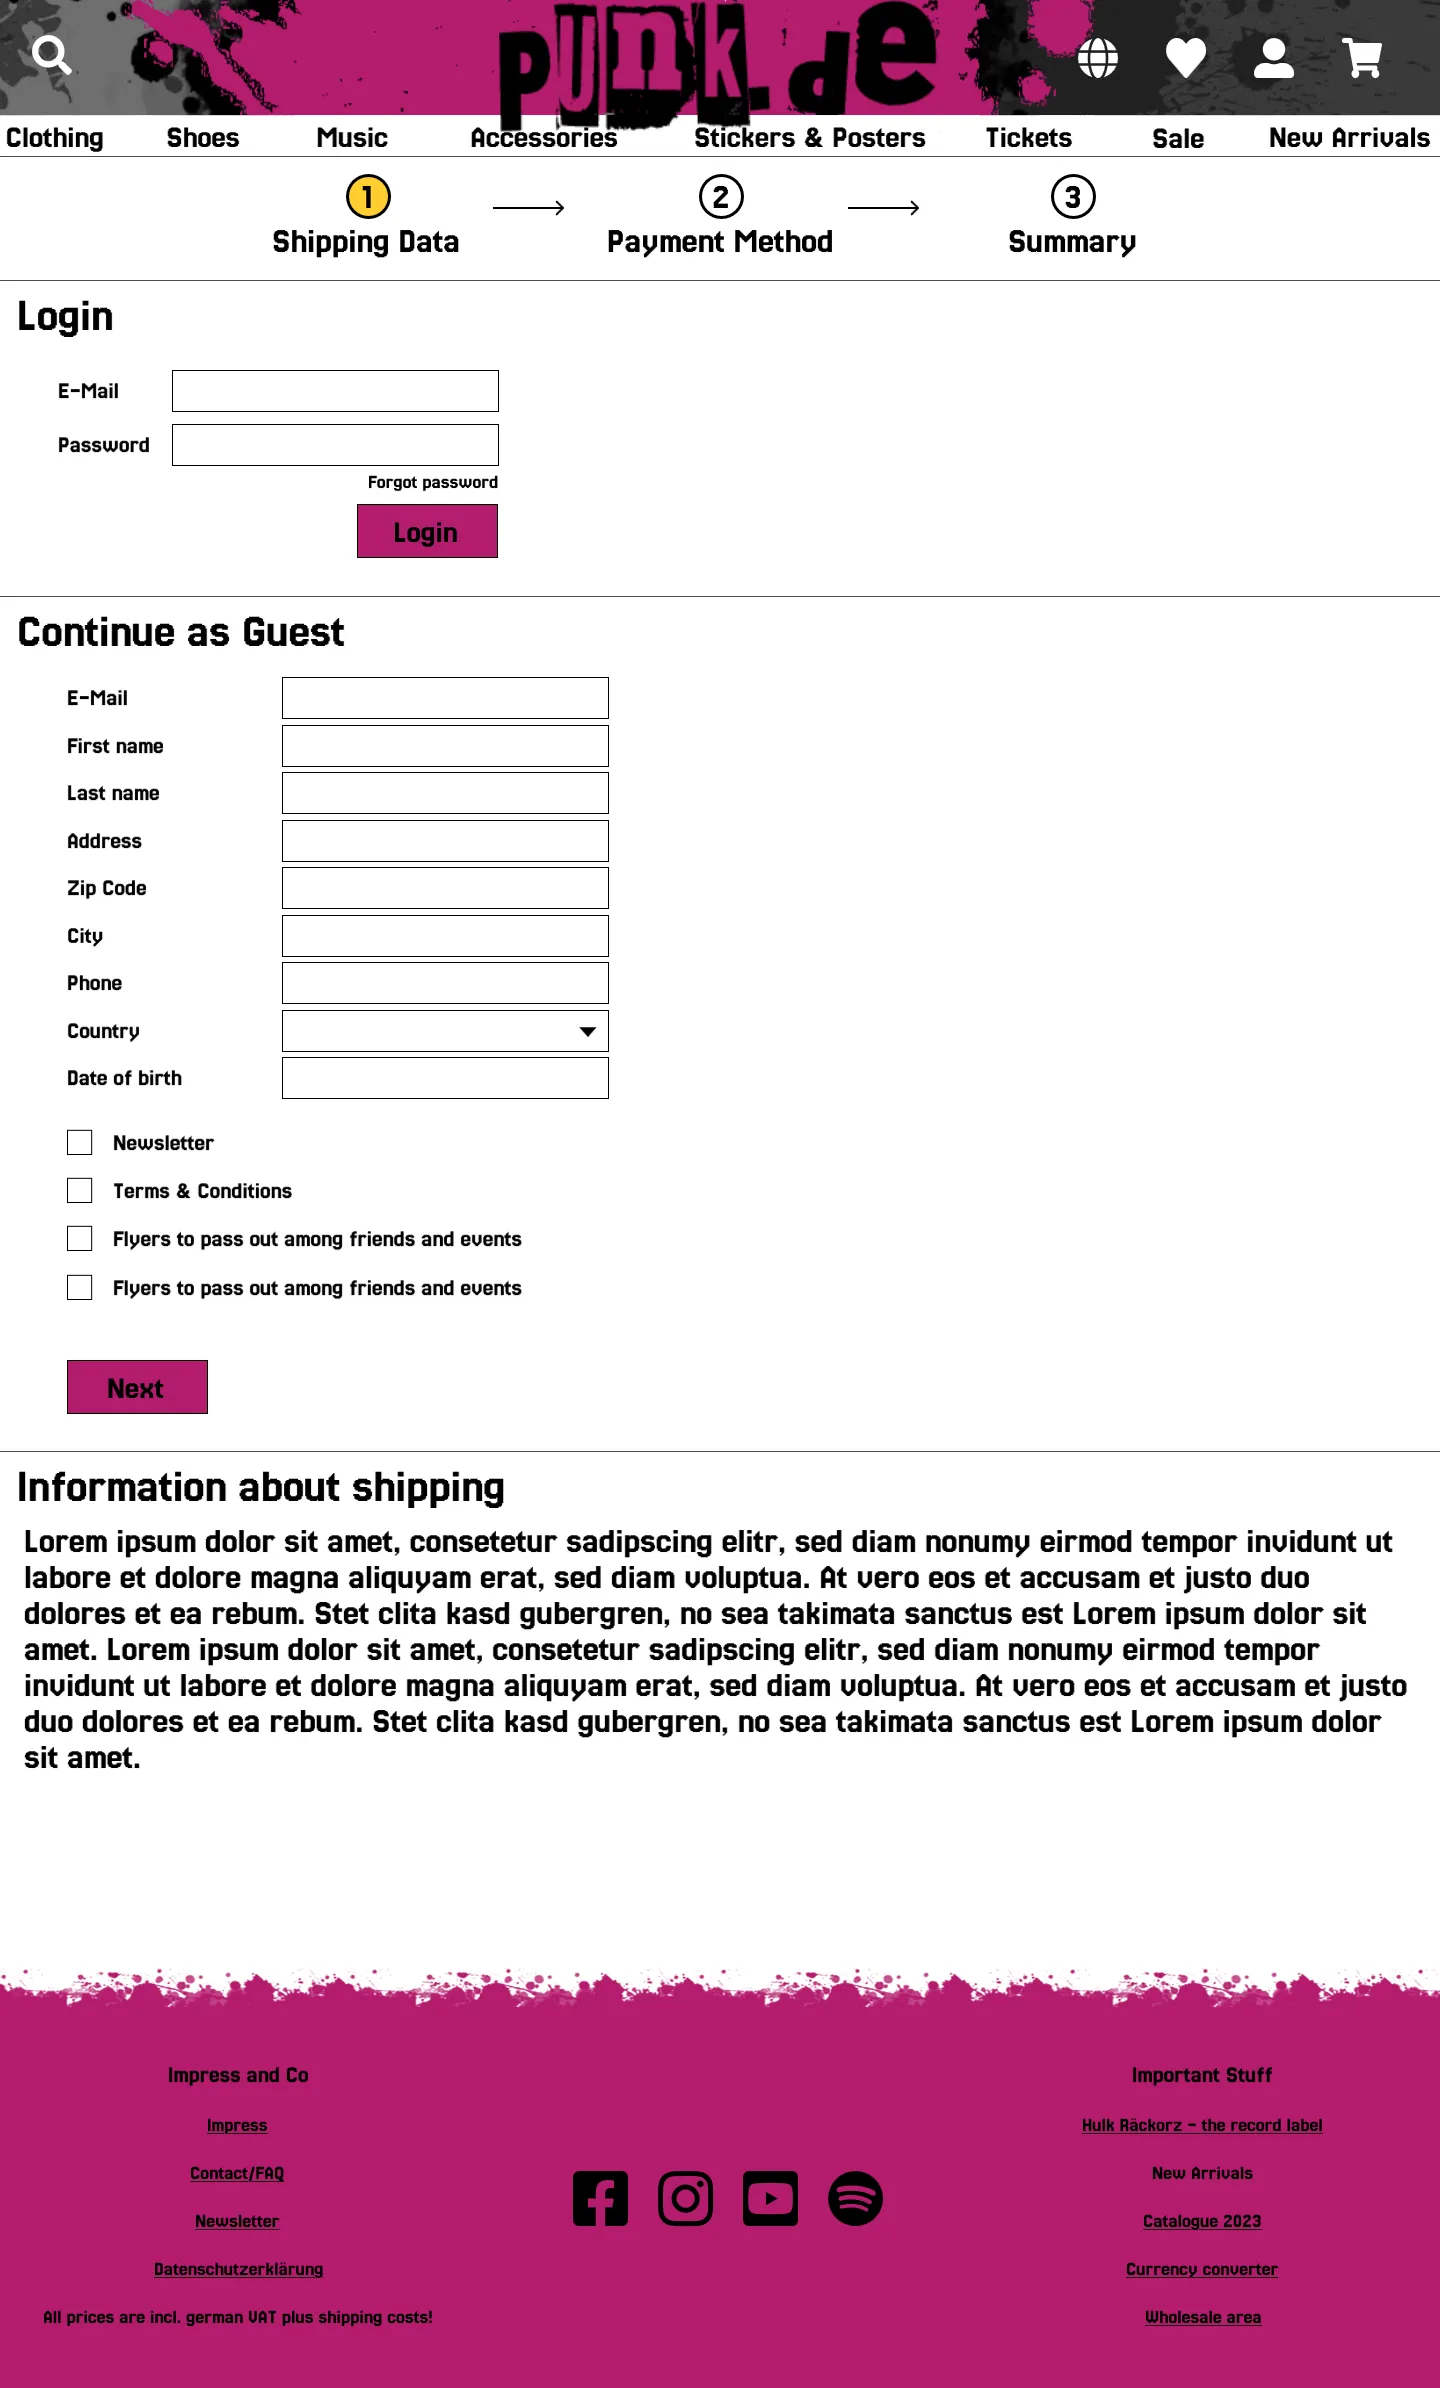 punk.de
Clothing Shoes Music Accessories Stickers & Posters Tickets Sale New Arrivals
1 2 3
Shipping Data Payment Method Summary
Login
E-Mail
Password
Forgot password
Login
Continue as Guest
E-Mail
First name
Last name
Address
Zip Code
City
Phone
Country
Date of birth
Newsletter
Terms & Conditions
Flyers to pass out among friends and events
Flyers to pass out among friends and events
Next
Information about shipping
Lorem ipsum dolor sit amet, consetetur sadipscing elitr, sed diam nonumy eirmod tempor invidunt ut
labore et dolore magna aliquyam erat, sed diam voluptua. At vero eos et accusam et justo duo
dolores et ea rebum. Stet clita kasd gubergren, no sea takimata sanctus est Lorem ipsum dolor sit
amet. Lorem ipsum dolor sit amet, consetetur sadipscing elitr, sed diam nonumy eirmod tempor
invidunt ut labore et dolore magna aliquyam erat, sed diam voluptua. At vero eos et accusam et justo
duo dolores et ea rebum. Stet clita kasd gubergren, no sea takimata sanctus est Lorem ipsum dolor
sit amet.
Impress and Co
Impress
Contact/FAQ
Newsletter
Datenschutzerklärung
All prices are incl. german VAT plus shipping costs!
Important Stuff
Hulk Räckorz - the record label
New Arrivals
Catalogue 2023
Currency converter
Wholesale area